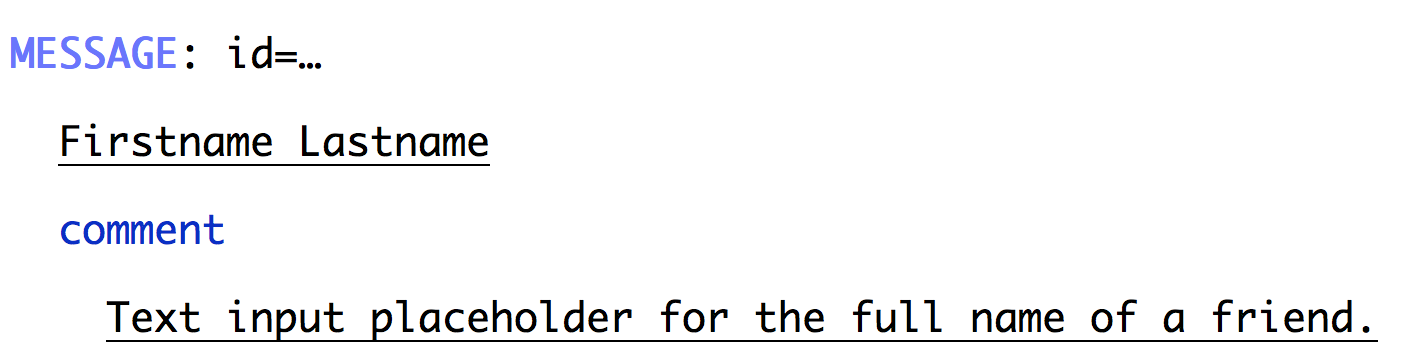 MESSAGE: id=…
Firstname Lastname
comment
Text input placeholder for the full name of a friend.